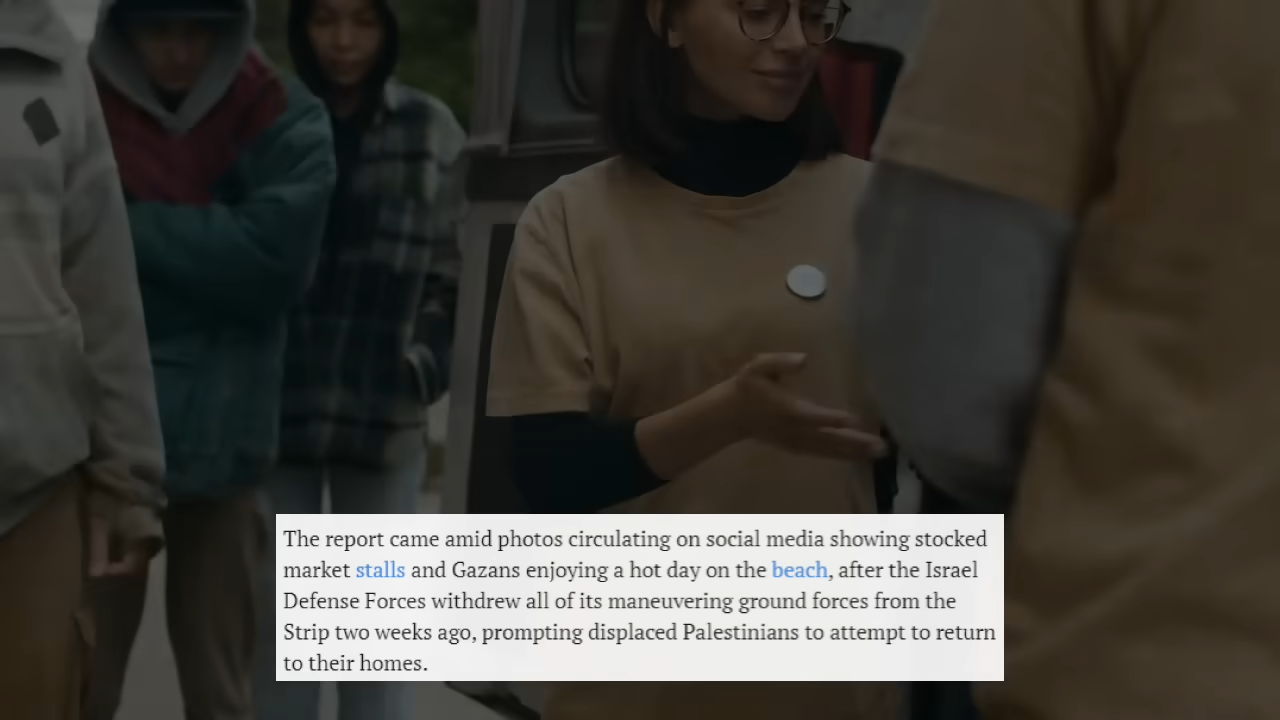 The report came amid photos circulating on social media showing stocked
market stalls and Gazans enjoying a hot day on the beach, after the Israel
Defense Forces withdrew all of its maneuvering ground forces from the
Strip two weeks ago, prompting displaced Palestinians to attempt to return
to their homes.